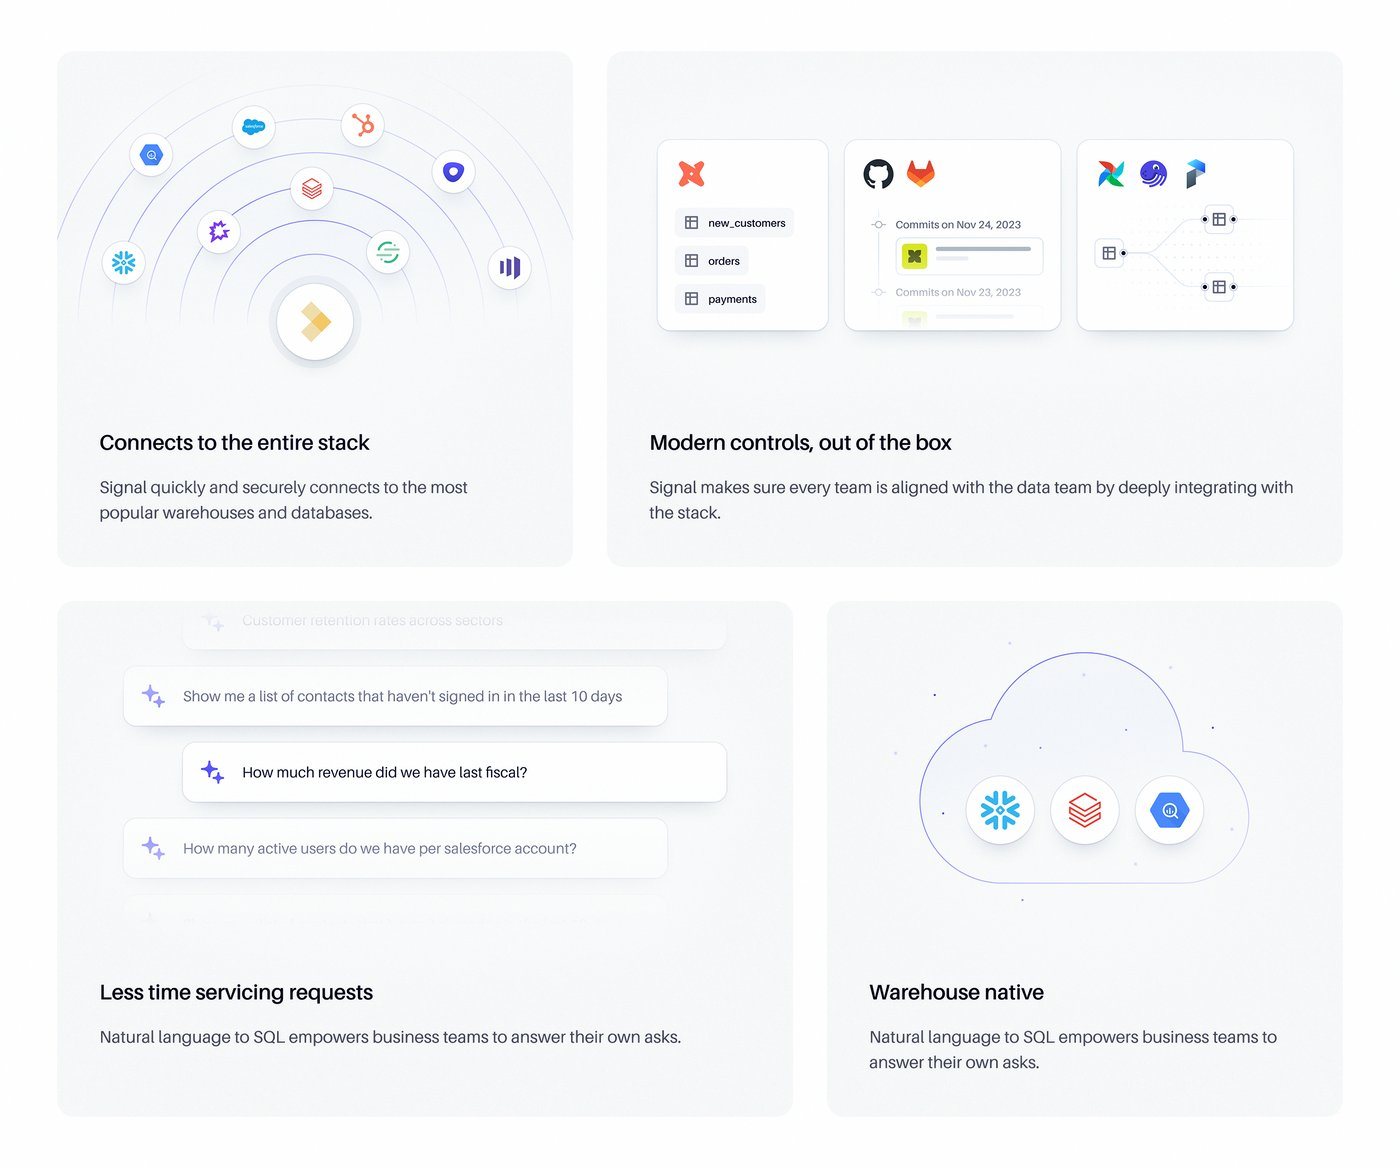 salesforce
new_customers
orders
payments
Commits on Nov 24, 2023
Commits on Nov 23, 2023
Connects to the entire stack
Signal quickly and securely connects to the most
popular warehouses and databases.
Modern controls, out of the box
Signal makes sure every team is aligned with the data team by deeply integrating with
the stack.
Customer retention rates across sectors
Show me a list of contacts that haven't signed in in the last 10 days
How much revenue did we have last fiscal?
How many active users do we have per salesforce account?
Less time servicing requests
Natural language to SQL empowers business teams to answer their own asks.
Warehouse native
Natural language to SQL empowers business teams to
answer their own asks.